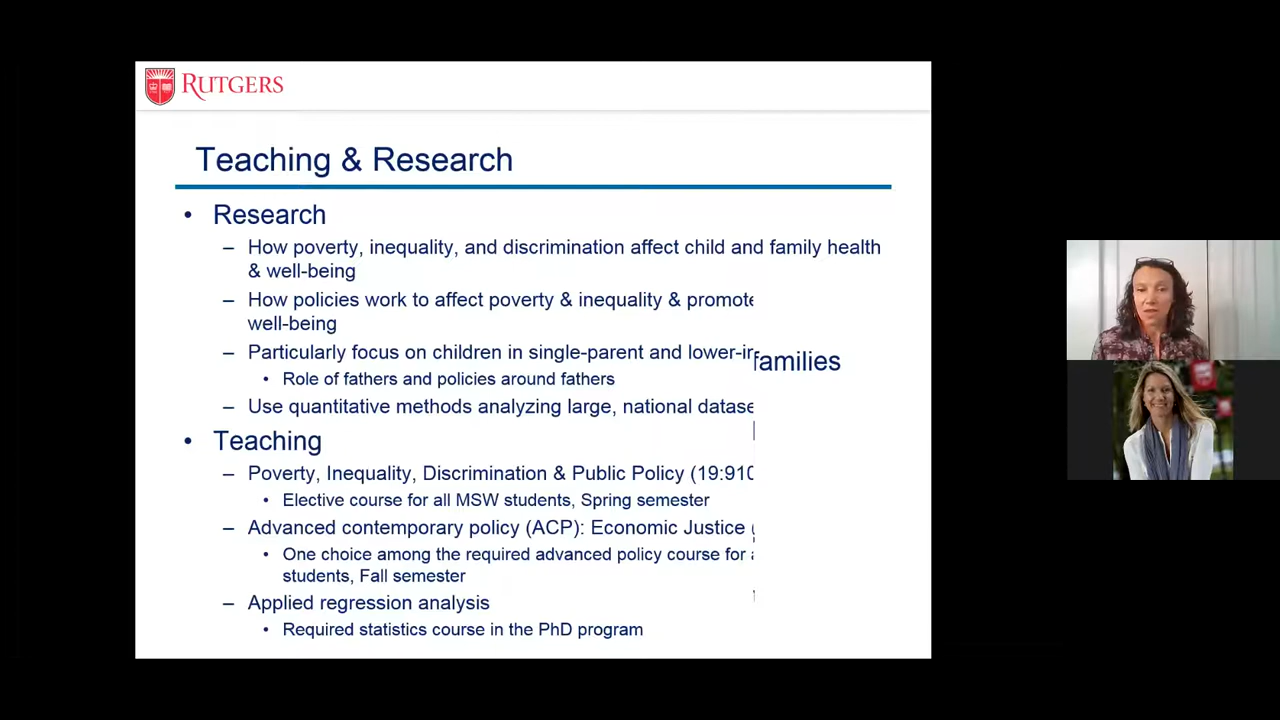 RUTGERS
Teaching & Research
• Research
– How poverty, inequality, and discrimination affect child and family health
& well-being
– How policies work to affect poverty & inequality & promote
well-being
– Particularly focus on children in single-parent and
families
• Role of fathers and policies around fathers
– Use quantitative methods analyzing large, national
• Teaching
– Poverty, Inequality, Discrimination & Public Policy
• Elective course for all MSW students, Spring semester
– Advanced contemporary policy (ACP): Economic Justice
• One choice among the required advanced policy course for
students, Fall semester
– Applied regression analysis
• Required statistics course in the PhD program